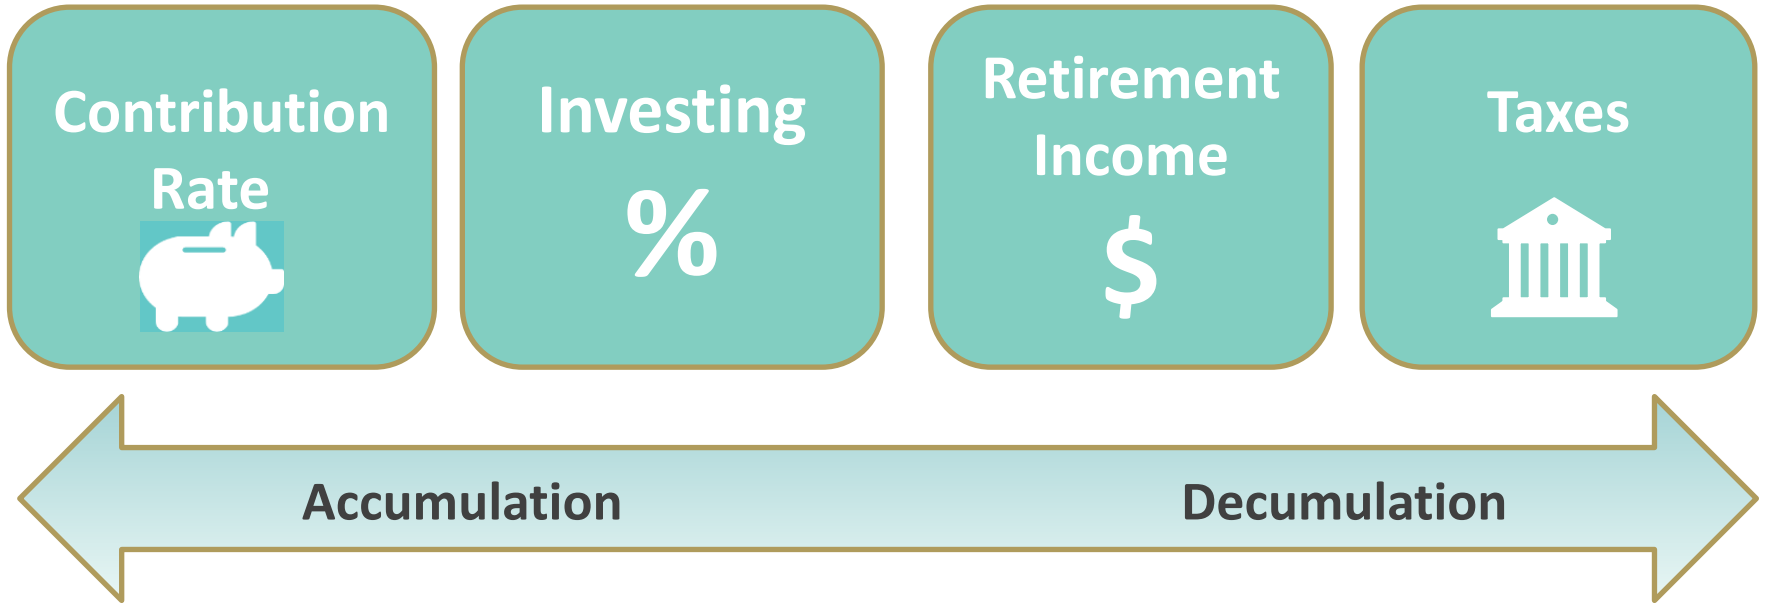 Contribution
Rate
Investing
%
Retirement
Income
$
Taxes
Accumulation
Decumulation